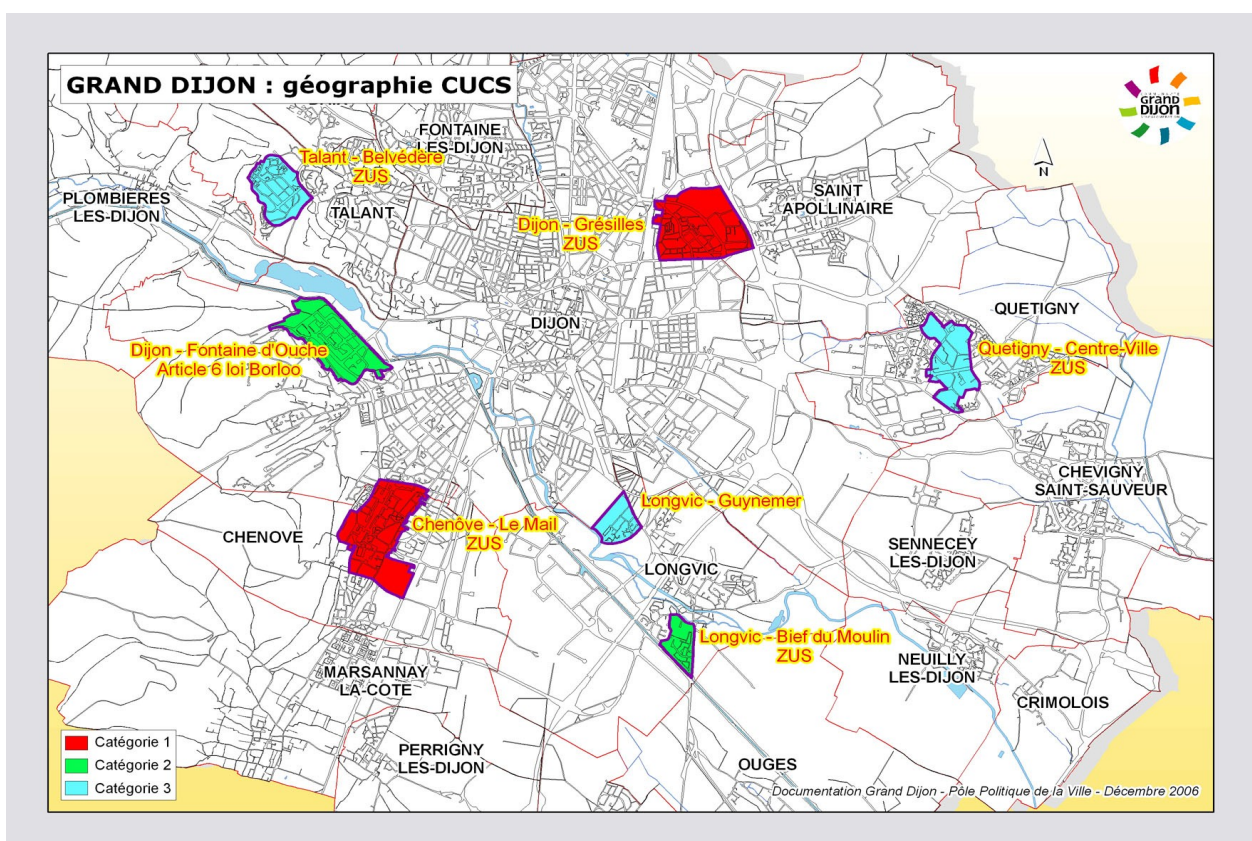 GRAND DIJON : géographie CUCS
GRAND
DIJON
N
FONTAINE
LES-DIJON
Talant - Belvédère
ZUS
PLOMBIERES
LES-DIJON
TALANT
SAINT
APOLLINAIRE
Dijon - Grésilles
ZUS
DIJON
QUETIGNY
Quetigny - Centre-Ville
ZUS
Dijon - Fontaine d'Ouche
Article 6 loi Borloo
CHEVIGNY
SAINT-SAUVEUR
Longvic - Guynemer
Chenôve - Le Mail
ZUS
CHENOVE
SENNECEY
LES-DIJON
LONGVIC
Longvic - Bief du Moulin
ZUS
NEUILLY
LES-DIJON
MARSANNAY
LA-COTE
CRIMOLOIS
PERRIGNY
LES-DIJON
OUGES
Catégorie 1
Catégorie 2
Catégorie 3
Documentation Grand Dijon - Pôle Politique de la Ville - Décembre 2006